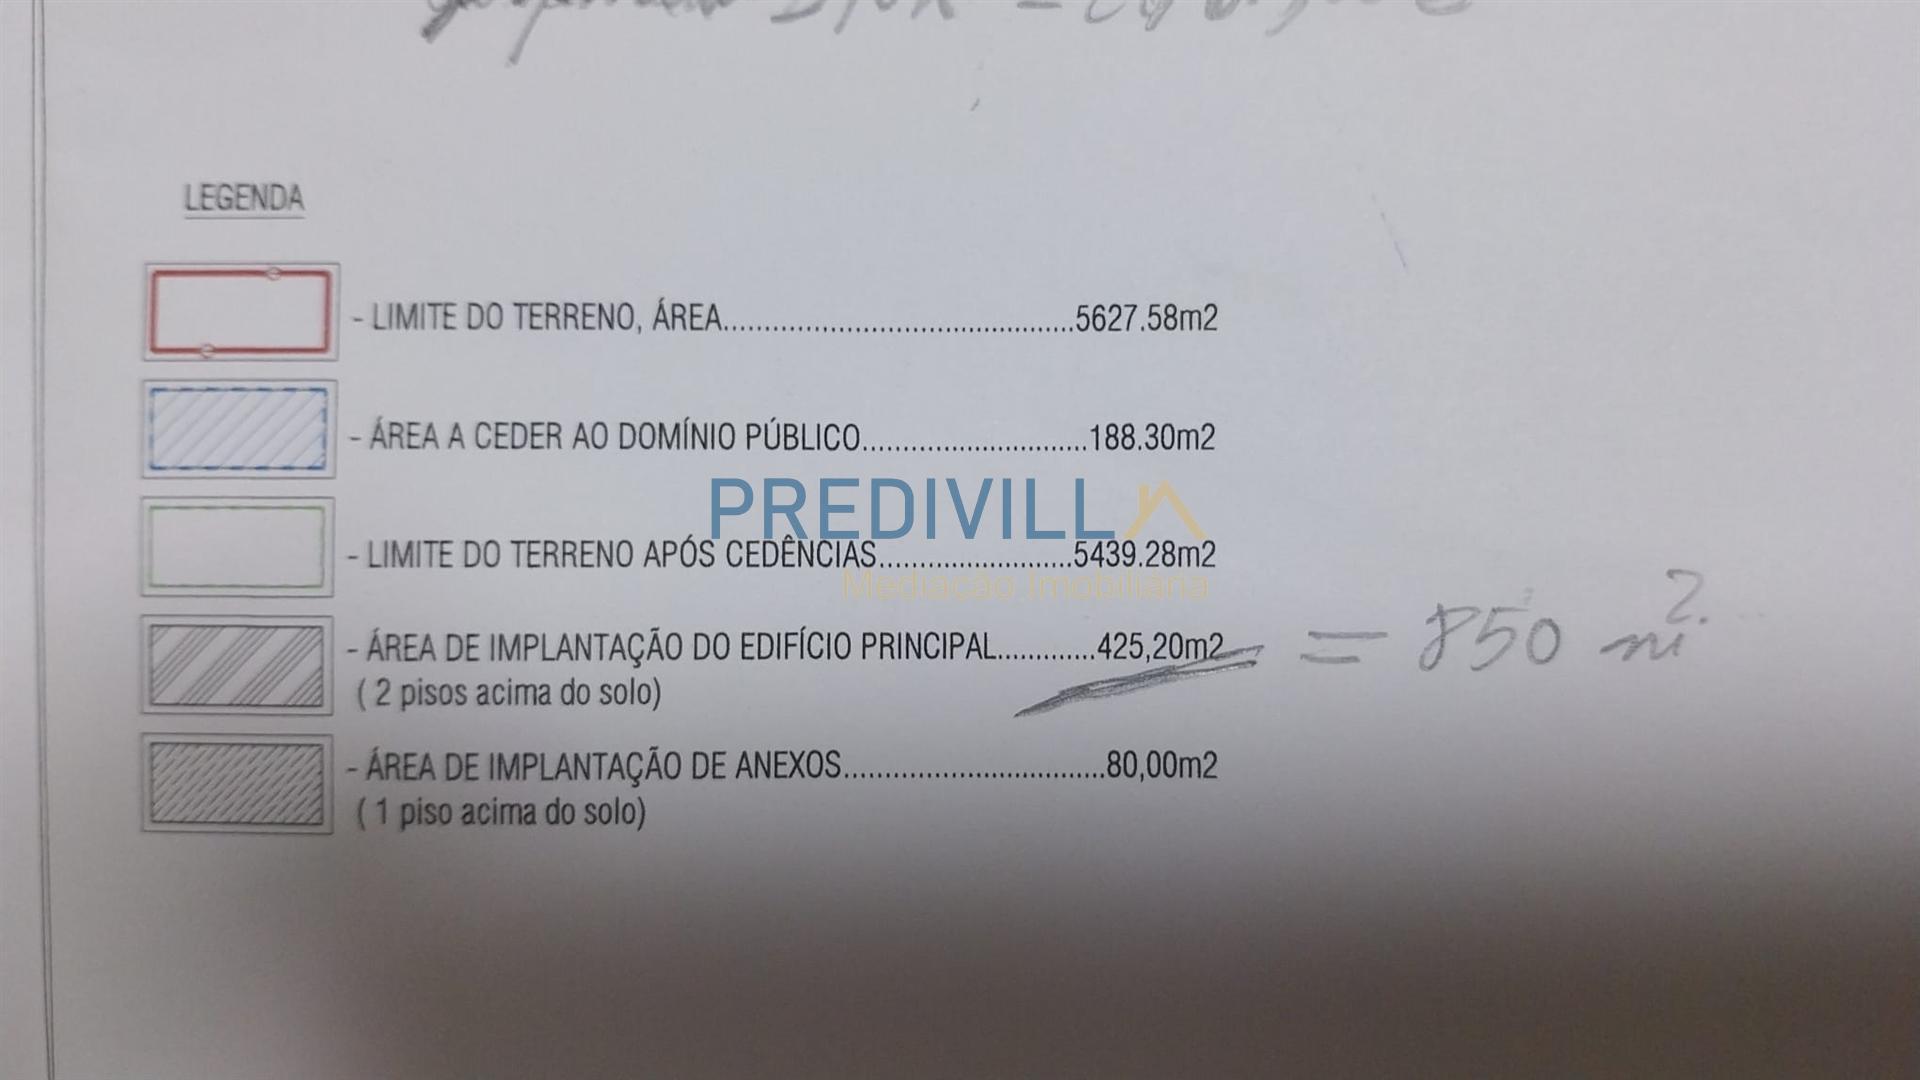 LEGENDA
- LIMITE DO TERRENO, ÁREA...........................................5627.58m2
- ÁREA A CEDER AO DOMÍNIO PÚBLICO............................188.30m2
PREDIVILLA
- LIMITE DO TERRENO APÓS CEDÊNCIAS........................5439.28m2
Mediação Imobiliária
- ÁREA DE IMPLANTAÇÃO DO EDIFÍCIO PRINCIPAL............425,20m2 = 850 m².
( 2 pisos acima do solo)
- ÁREA DE IMPLANTAÇÃO DE ANEXOS................................80,00m2
( 1 piso acima do solo)